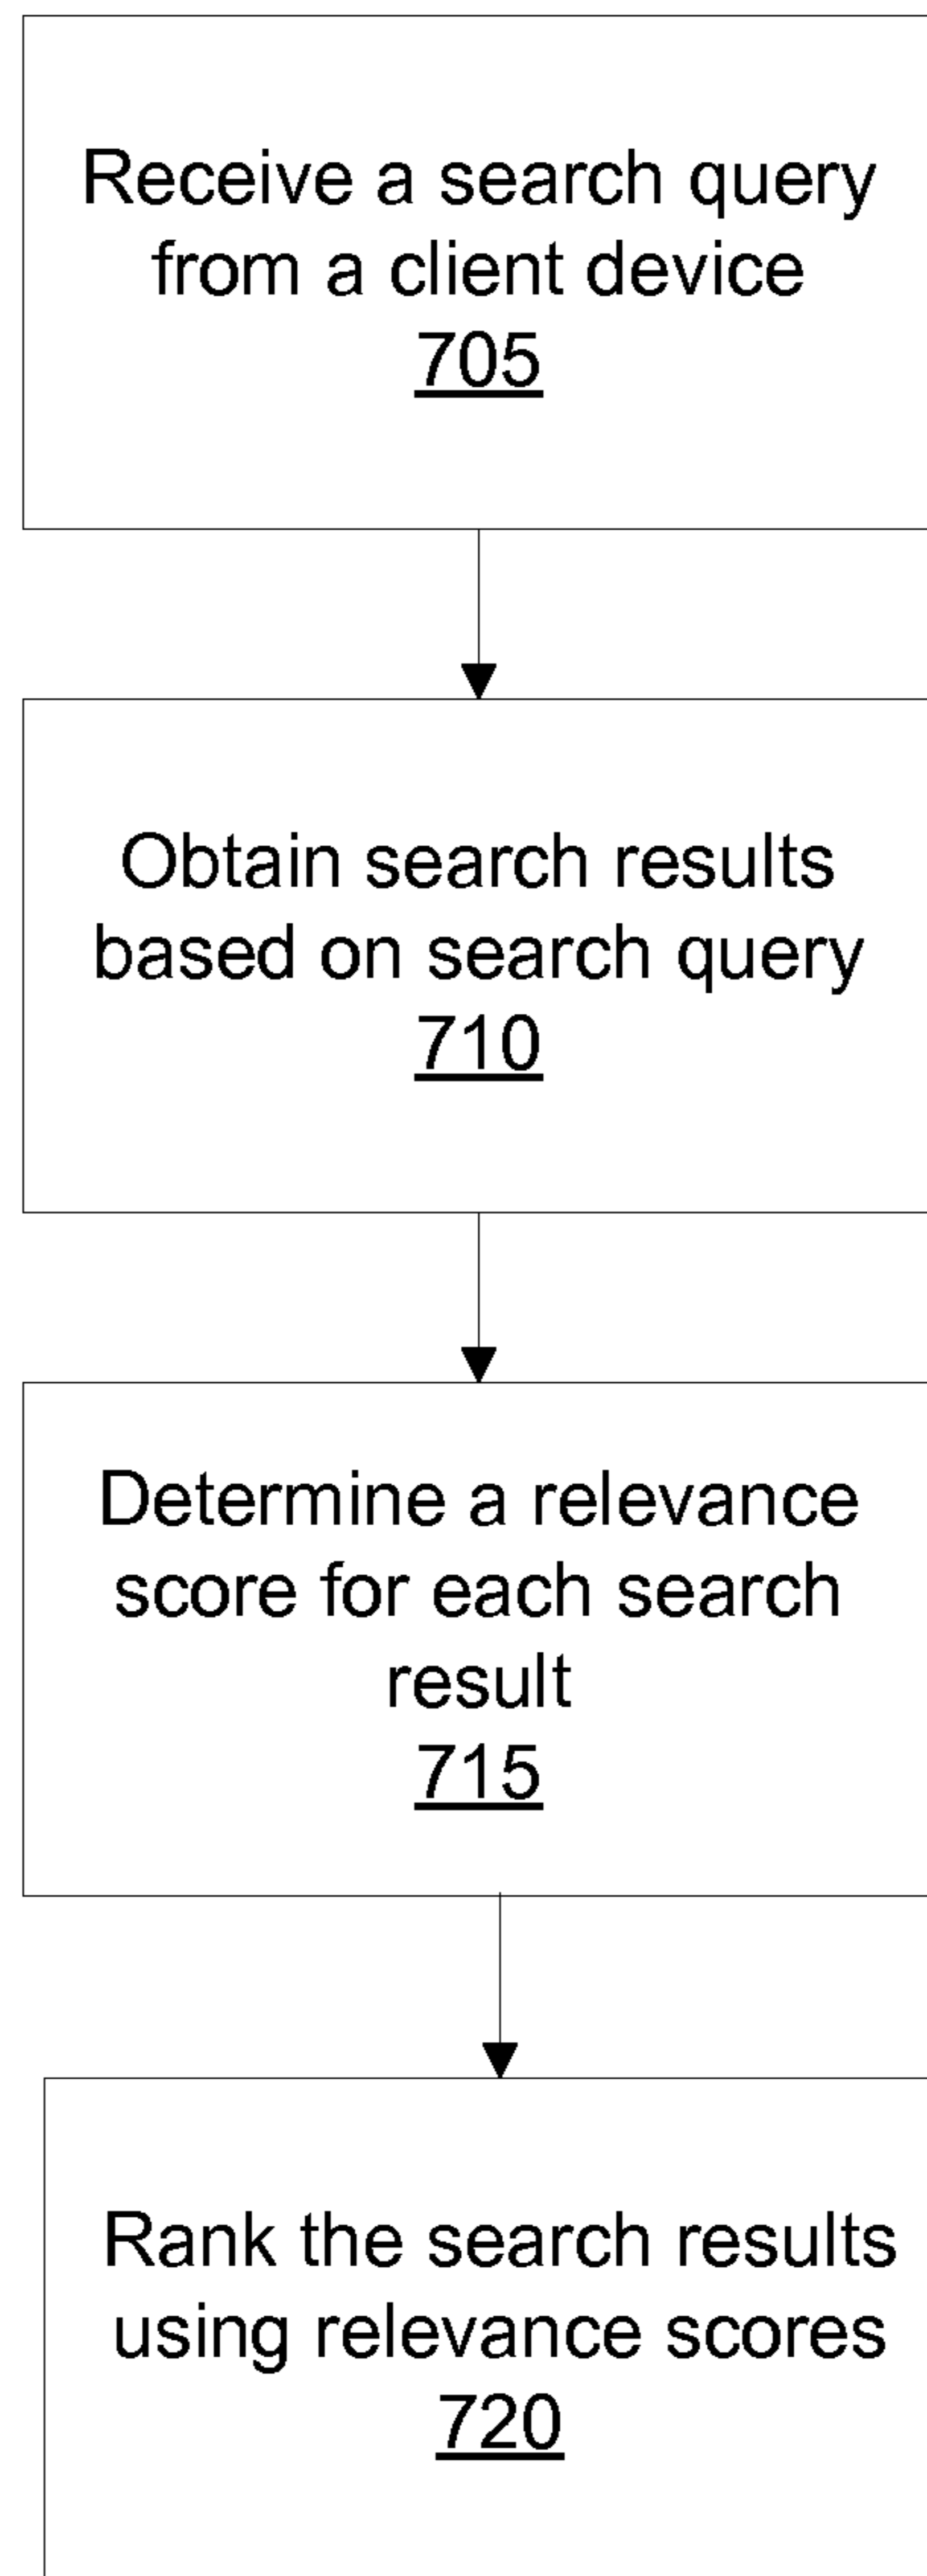 Receive a search query
from a client device
705
Obtain search results
based on search query
710
Determine a relevance
score for each search
result
715
Rank the search results
using relevance scores
720